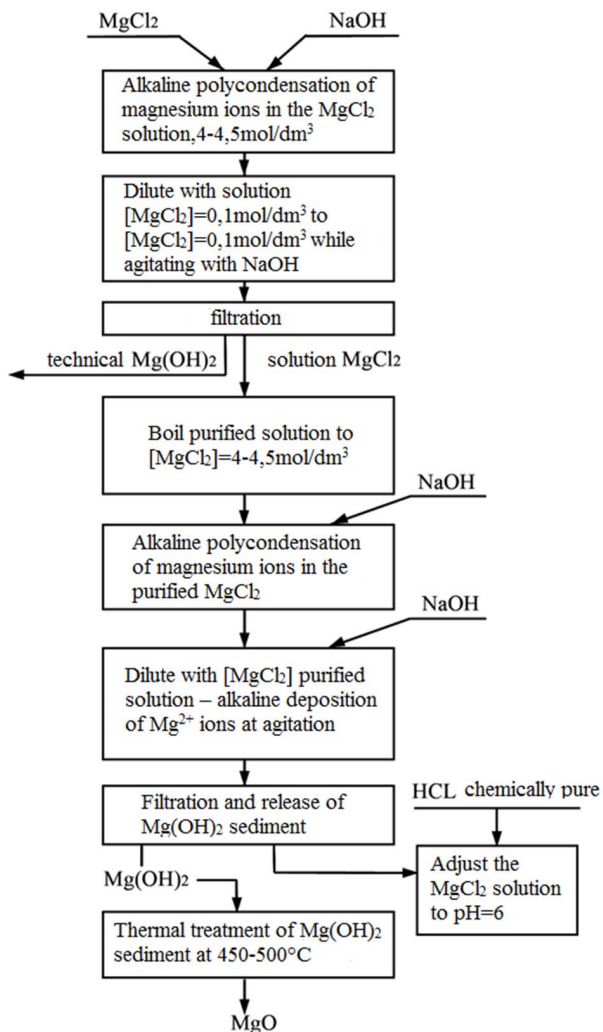 MgCl₂
NaOH
Alkaline polycondensation of
magnesium ions in the MgCl₂
solution,4-4,5mol/dm³
Dilute with solution
[MgCl₂]=0,1mol/dm³ to
[MgCl₂]=0,1mol/dm³ while
agitating with NaOH
filtration
technical Mg(OH)₂
solution MgCl₂
Boil purified solution to
[MgCl₂]=4-4,5mol/dm³
NaOH
Alkaline polycondensation
of magnesium ions in the
purified MgCl₂
NaOH
Dilute with [MgCl₂] purified
solution – alkaline deposition
of Mg²⁺ ions at agitation
Filtration and release of
Mg(OH)₂ sediment
HCL chemically pure
Adjust the
MgCl₂ solution
to pH=6
Mg(OH)₂
Thermal treatment of Mg(OH)₂
sediment at 450-500°C
MgO